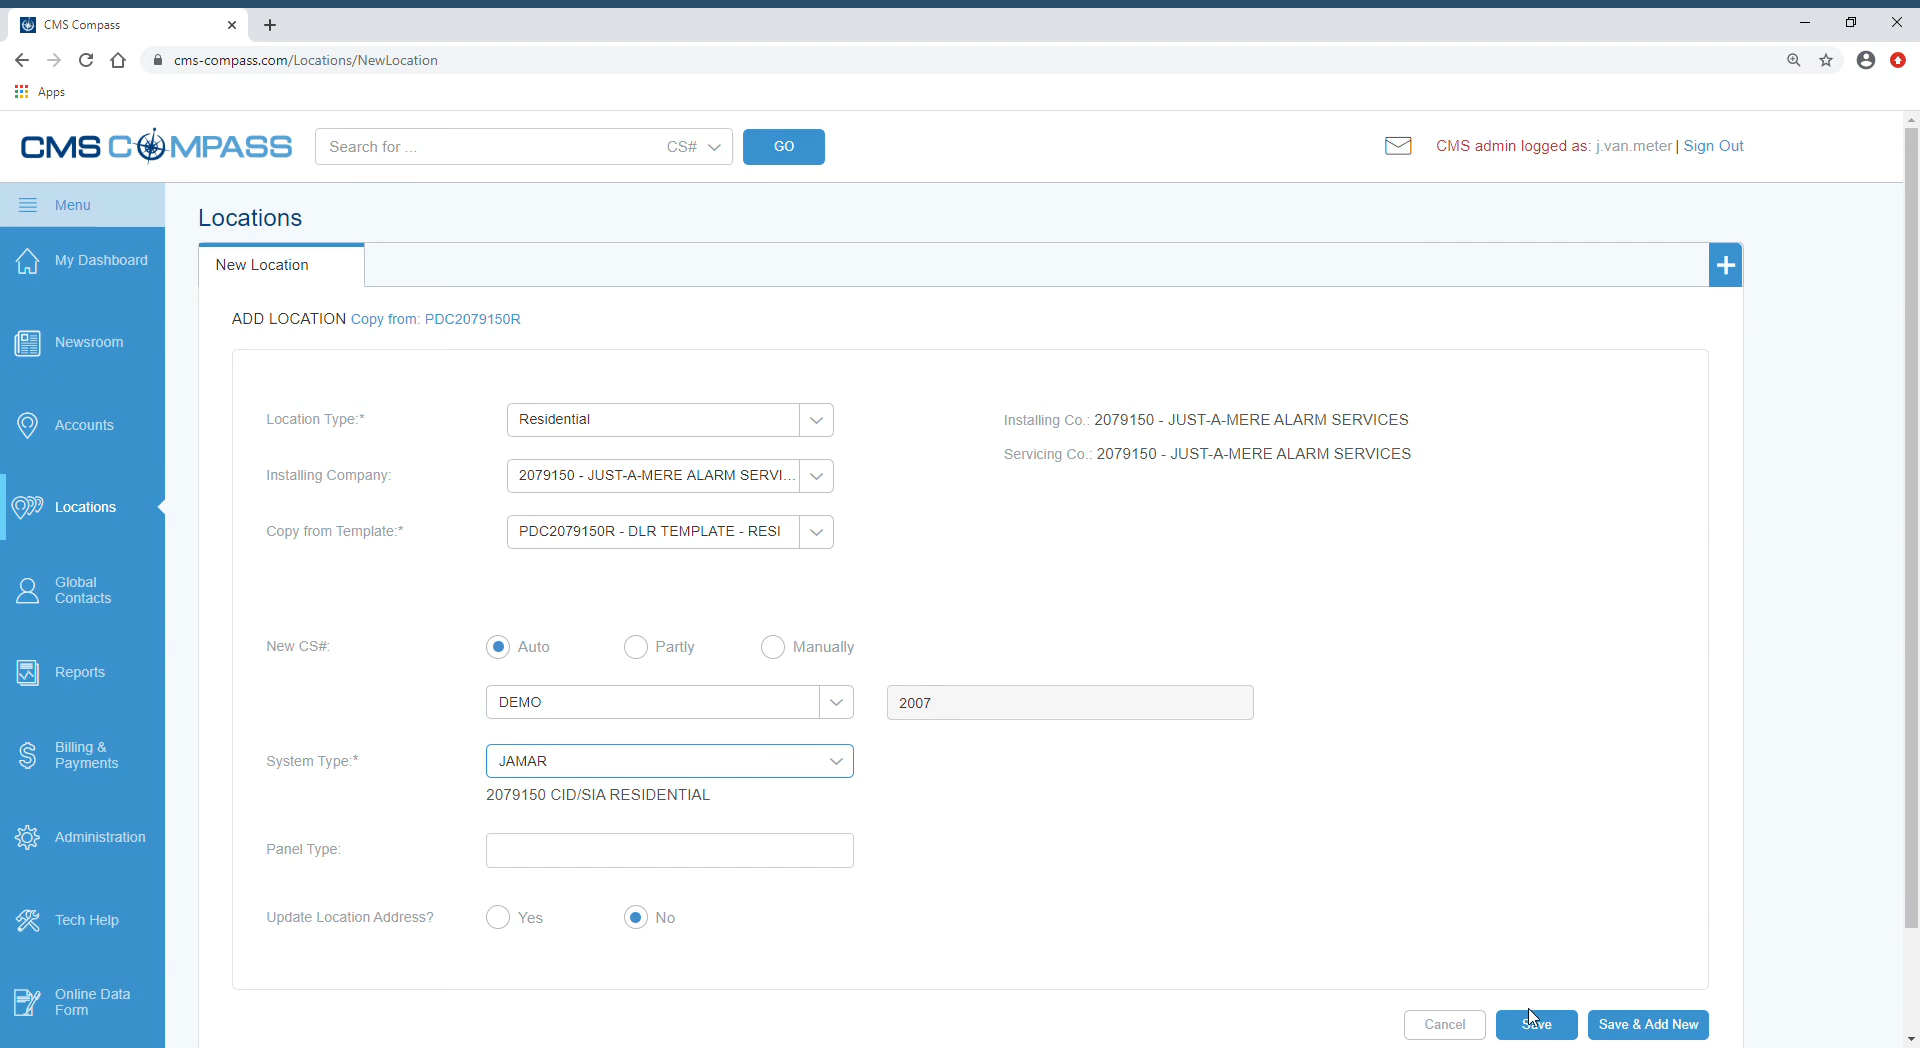 CMS Compass
cms-compass.com/Locations/NewLocation
Apps
CMS COMPASS
Search for ... CS#
GO
CMS admin logged as: j.van.meter | Sign Out
Menu
My Dashboard
Newsroom
Accounts
Locations
Global
Contacts
Reports
Billing &
Payments
Administration
Tech Help
Online Data
Form
Locations
New Location
ADD LOCATION Copy from: PDC2079150R
Location Type:* Residential
Installing Co.: 2079150 - JUST-A-MERE ALARM SERVICES
Servicing Co.: 2079150 - JUST-A-MERE ALARM SERVICES
Installing Company: 2079150 - JUST-A-MERE ALARM SERVI...
Copy from Template:* PDC2079150R - DLR TEMPLATE - RESI
New CS#: Auto Partly Manually
DEMO 2007
System Type:* JAMAR
2079150 CID/SIA RESIDENTIAL
Panel Type:
Update Location Address? Yes No
Cancel Save Save & Add New